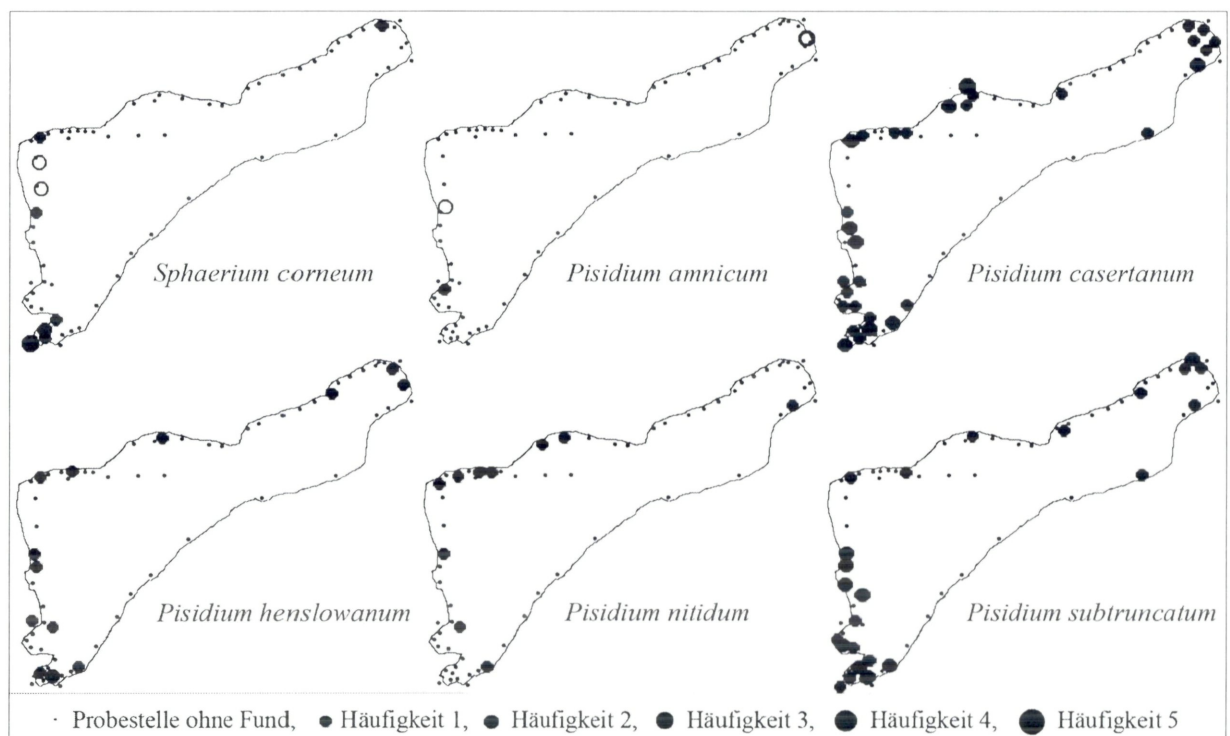 Sphaerium corneum
Pisidium amnicum
Pisidium casertanum
Pisidium henslowanum
Pisidium nitidum
Pisidium subtruncatum
· Probestelle ohne Fund, ● Häufigkeit 1, ● Häufigkeit 2, ● Häufigkeit 3, ● Häufigkeit 4, ● Häufigkeit 5